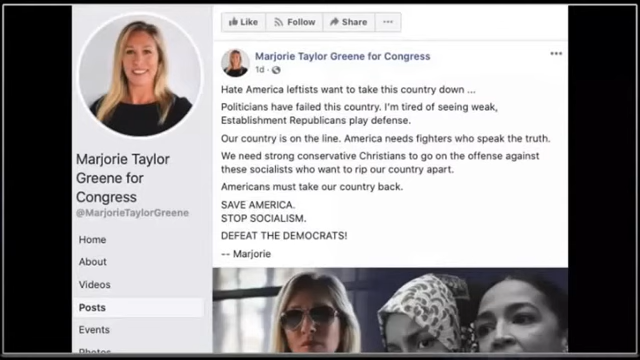 Like
Follow
Share
Marjorie Taylor Greene for Congress
1d
Hate America leftists want to take this country down ...
Politicians have failed this country. I'm tired of seeing weak,
Establishment Republicans play defense.
Our country is on the line. America needs fighters who speak the truth.
We need strong conservative Christians to go on the offense against
these socialists who want to rip our country apart.
Americans must take our country back.
SAVE AMERICA.
STOP SOCIALISM.
DEFEAT THE DEMOCRATS!
-- Marjorie
Marjorie Taylor
Greene for
Congress
@MarjorieTaylorGreene
Home
About
Videos
Posts
Events
Photos